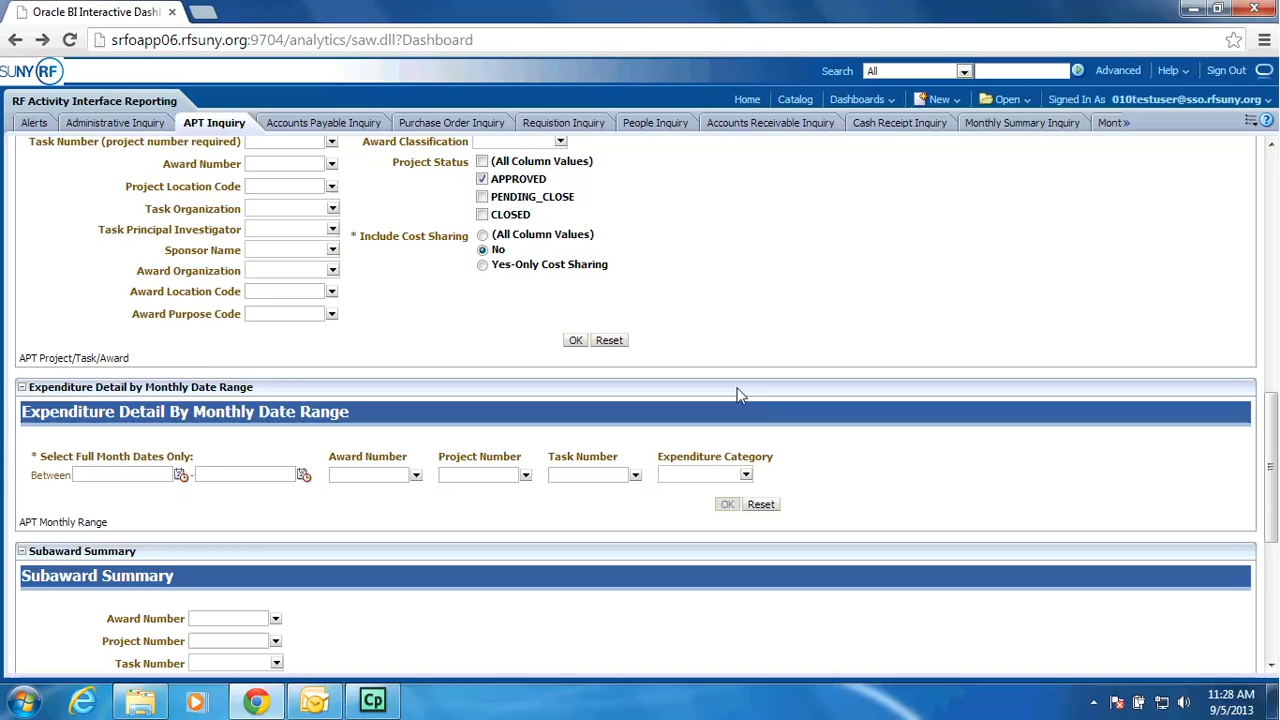 Oracle BI Interactive Dash
srfoapp06.rfsuny.org:9704/analytics/saw.dll?Dashboard
SUNY RF
Search All Advanced Help Sign Out
RF Activity Interface Reporting
Home Catalog Dashboards New Open Signed In As 010testuser@sso.rfsuny.org
Alerts Administrative Inquiry APT Inquiry Accounts Payable Inquiry Purchase Order Inquiry Requistion Inquiry People Inquiry Accounts Receivable Inquiry Cash Receipt Inquiry Monthly Summary Inquiry Mont»
Task Number (project number required) Award Classification
Award Number Project Status (All Column Values)
APPROVED
Project Location Code PENDING_CLOSE
Task Organization CLOSED
Task Principal Investigator * Include Cost Sharing (All Column Values)
Sponsor Name No
Award Organization Yes-Only Cost Sharing
Award Location Code
Award Purpose Code
OK Reset
APT Project/Task/Award
Expenditure Detail by Monthly Date Range
Expenditure Detail By Monthly Date Range
* Select Full Month Dates Only: Award Number Project Number Task Number Expenditure Category
Between -
OK Reset
APT Monthly Range
Subaward Summary
Subaward Summary
Award Number
Project Number
Task Number
Cp
11:28 AM
9/5/2013